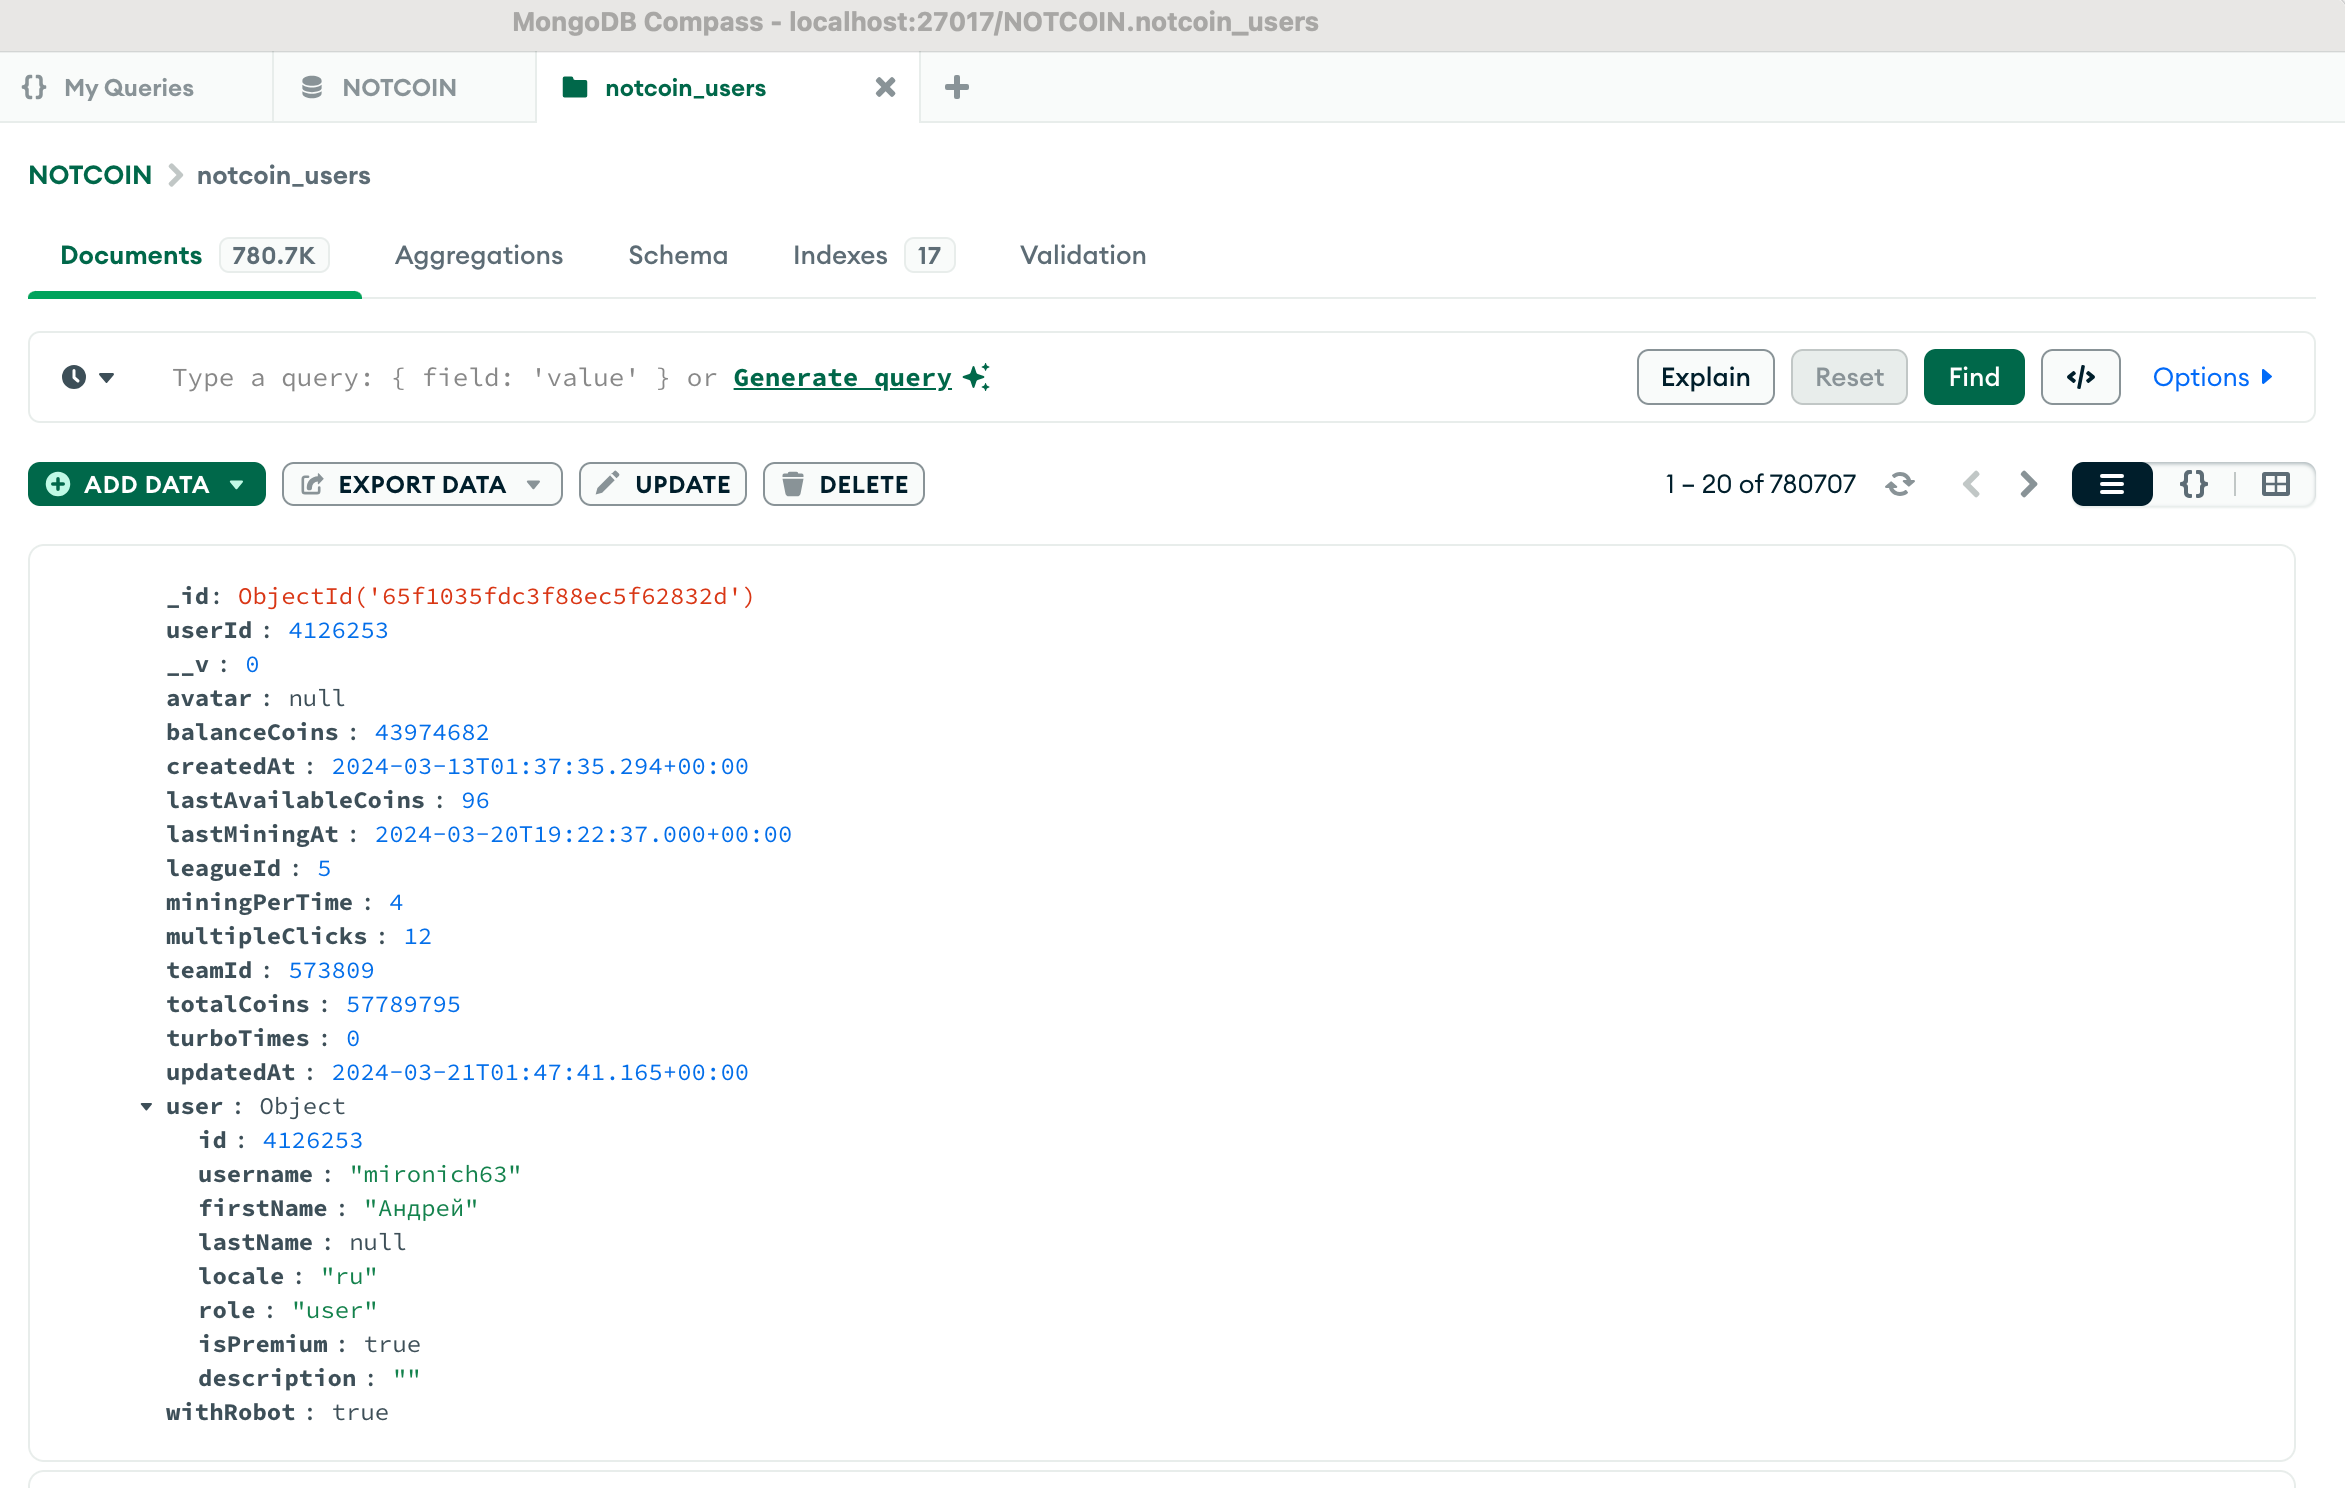 MongoDB Compass - localhost:27017/NOTCOIN.notcoin_users
{} My Queries NOTCOIN notcoin_users
NOTCOIN > notcoin_users
Documents 780.7K Aggregations Schema Indexes 17 Validation
Type a query: { field: 'value' } or Generate query Explain Reset Find </> Options
ADD DATA EXPORT DATA UPDATE DELETE 1 – 20 of 780707 {}
_id: ObjectId('65f1035fdc3f88ec5f62832d')
userId : 4126253
__v : 0
avatar : null
balanceCoins : 43974682
createdAt : 2024-03-13T01:37:35.294+00:00
lastAvailableCoins : 96
lastMiningAt : 2024-03-20T19:22:37.000+00:00
leagueId : 5
miningPerTime : 4
multipleClicks : 12
teamId : 573809
totalCoins : 57789795
turboTimes : 0
updatedAt : 2024-03-21T01:47:41.165+00:00
user : Object
id : 4126253
username : "mironich63"
firstName : "Андрей"
lastName : null
locale : "ru"
role : "user"
isPremium : true
description : ""
withRobot : true